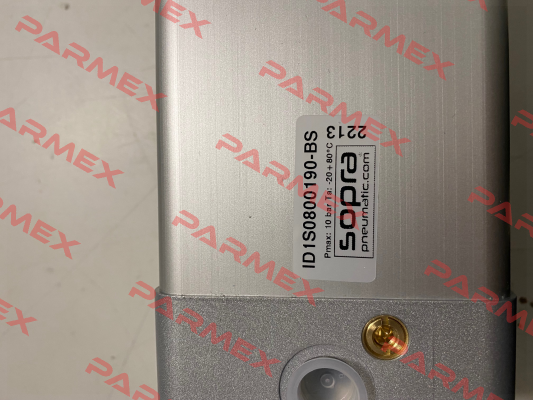 ID1S0800190-BS
Pmax: 10 bar Ta: -20+80°C
2213
sopra
pneumatic.com
PARMEX
PARMEX
PARMEX
PARMEX
PARMEX
PARMEX
PARMEX
PARMEX
PARMEX